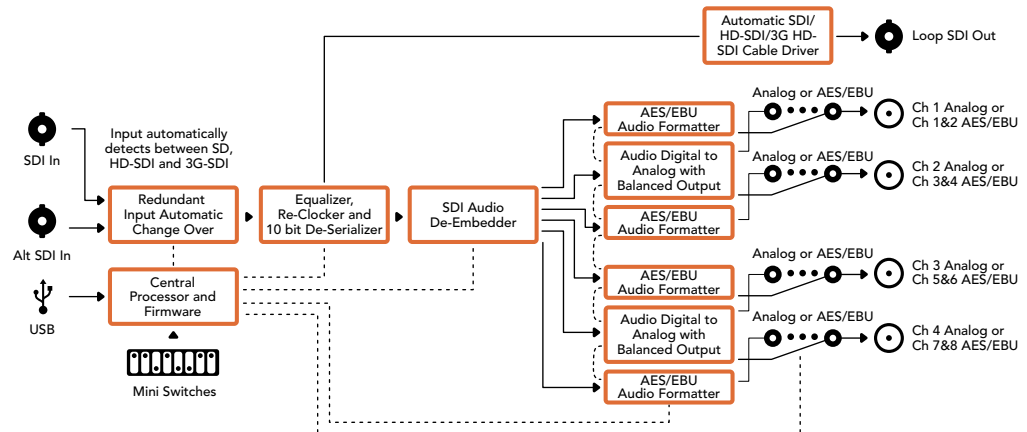 Automatic SDI/
HD-SDI/3G HD-
SDI Cable Driver
Loop SDI Out
SDI In
Input automatically
detects between SD,
HD-SDI and 3G-SDI
Alt SDI In
Redundant
Input Automatic
Change Over
Equalizer,
Re-Clocker and
10 bit De-Serializer
SDI Audio
De-Embedder
USB
Central
Processor and
Firmware
Mini Switches
AES/EBU
Audio Formatter
Audio Digital to
Analog with
Balanced Output
AES/EBU
Audio Formatter
AES/EBU
Audio Formatter
Audio Digital to
Analog with
Balanced Output
AES/EBU
Audio Formatter
Analog or AES/EBU
Ch 1 Analog or
Ch 1&2 AES/EBU
Analog or AES/EBU
Ch 2 Analog or
Ch 3&4 AES/EBU
Analog or AES/EBU
Ch 3 Analog or
Ch 5&6 AES/EBU
Analog or AES/EBU
Ch 4 Analog or
Ch 7&8 AES/EBU